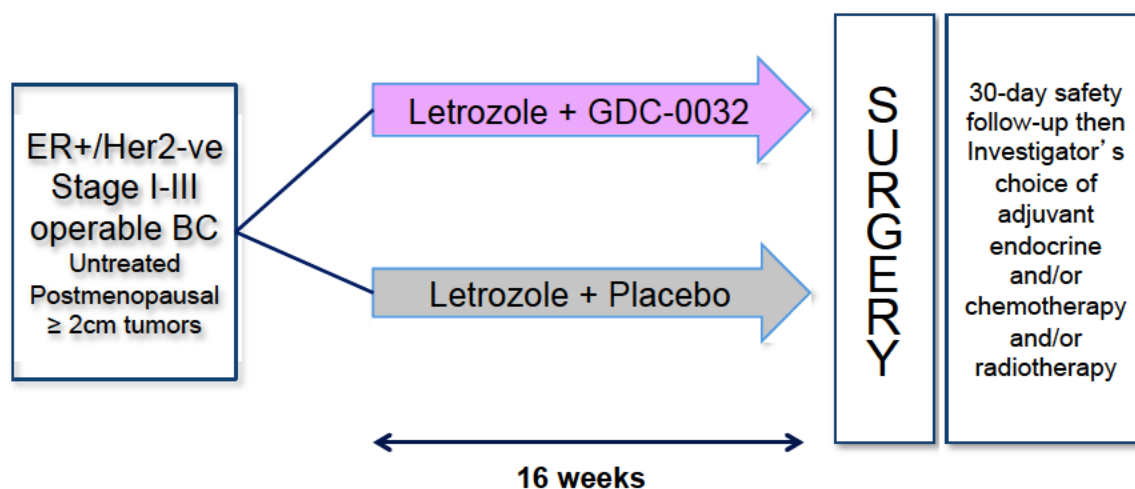 ER+/Her2-ve
Stage I-III
operable BC
Untreated
Postmenopausal
≥ 2cm tumors
Letrozole + GDC-0032
Letrozole + Placebo
16 weeks
SURGERY
30-day safety
follow-up then
Investigator’s
choice of
adjuvant
endocrine
and/or
chemotherapy
and/or
radiotherapy